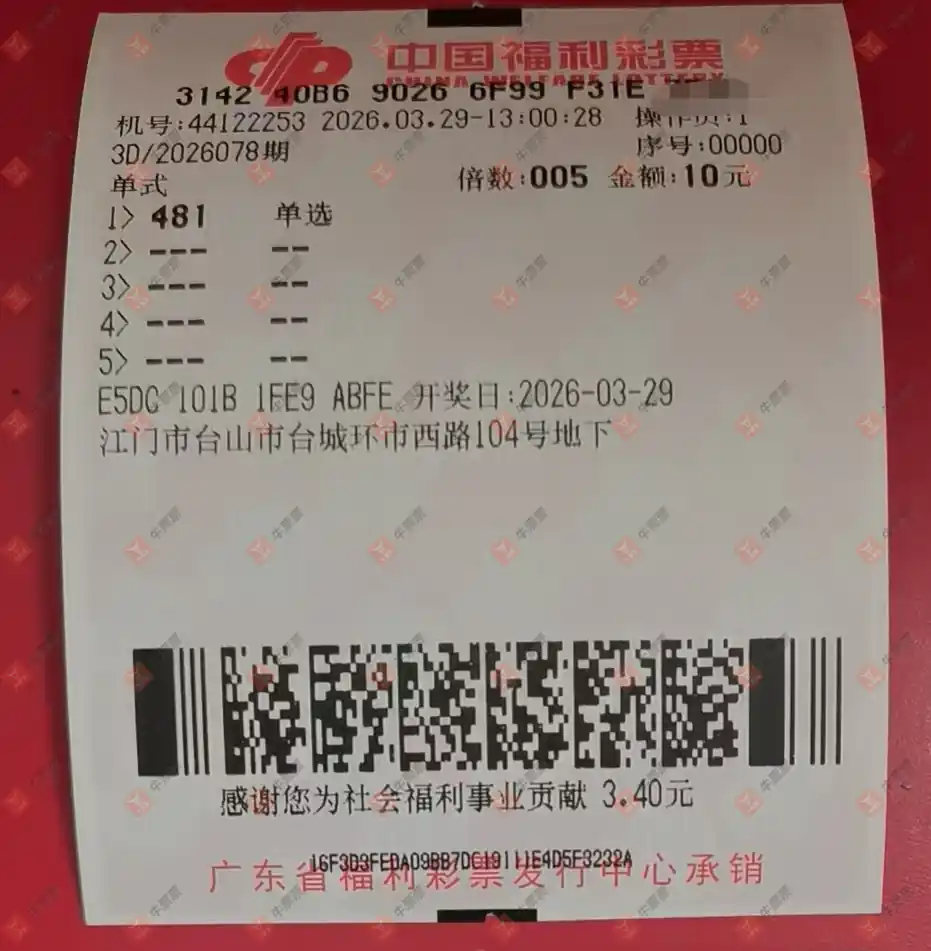 中国福利彩票
CHINA WELFARE LOTTERY
3142 40B6 9026 6F99 F31E
机号:44122253 2026.03.29-13:00:28 操作员:1
3D/2026078期 序号:00000
单式 倍数:005 金额:10元
1> 481 单选
2> --- --
3> --- --
4> --- --
5> --- --
E5DC 101B 1FE9 ABFE 开奖日:2026-03-29
江门市台山市台城环市西路104号地下
感谢您为社会福利事业贡献 3.40元
16F3D3FEDA09BB7DC19111E4D5F3232A
广东省福利彩票发行中心承销